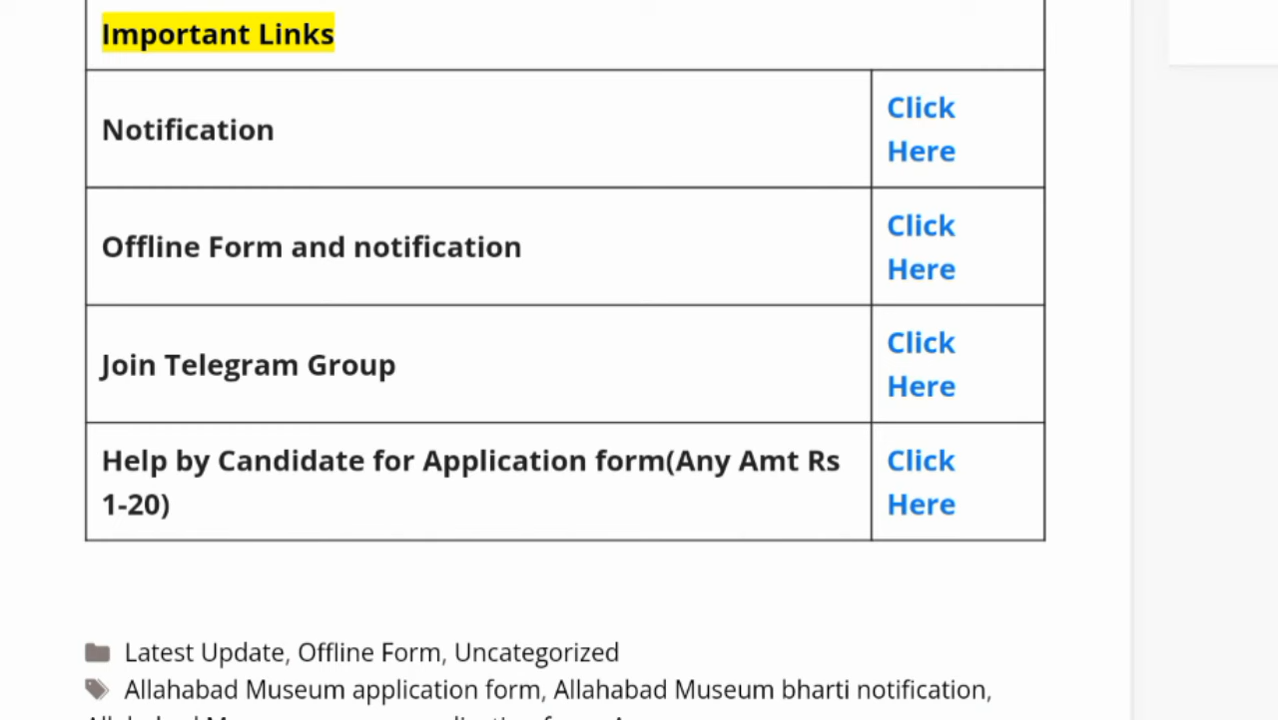 Important Links
Notification
Click
Here
Offline Form and notification
Click
Here
Join Telegram Group
Click
Here
Help by Candidate for Application form(Any Amt Rs
1-20)
Click
Here
Latest Update, Offline Form, Uncategorized
Allahabad Museum application form, Allahabad Museum bharti notification,